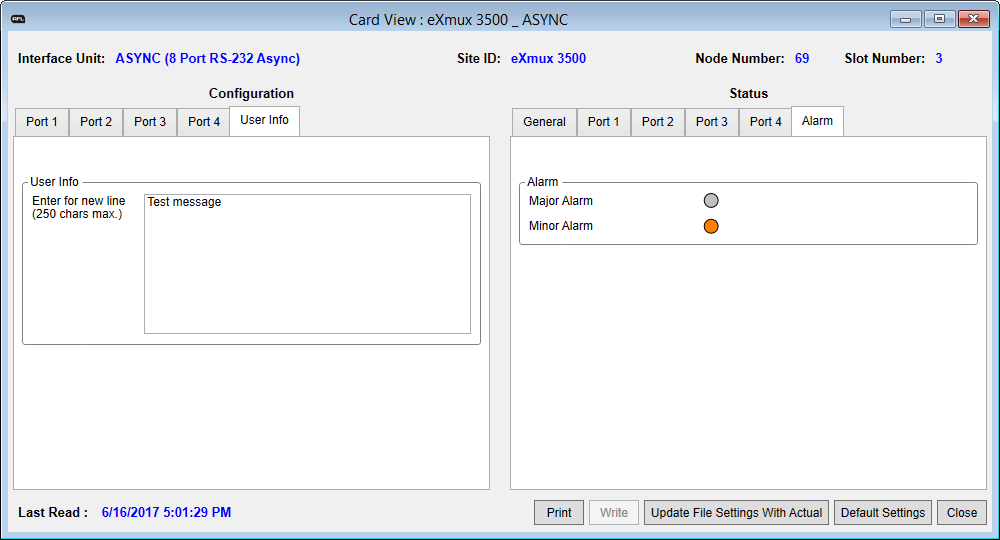 RFL
Card View : eXmux 3500 _ ASYNC
Interface Unit: ASYNC (8 Port RS-232 Async) Site ID: eXmux 3500 Node Number: 69 Slot Number: 3
Configuration
Port 1 Port 2 Port 3 Port 4 User Info
User Info
Enter for new line
(250 chars max.)
Test message
Status
General Port 1 Port 2 Port 3 Port 4 Alarm
Alarm
Major Alarm
Minor Alarm
Last Read : 6/16/2017 5:01:29 PM
Print Write Update File Settings With Actual Default Settings Close